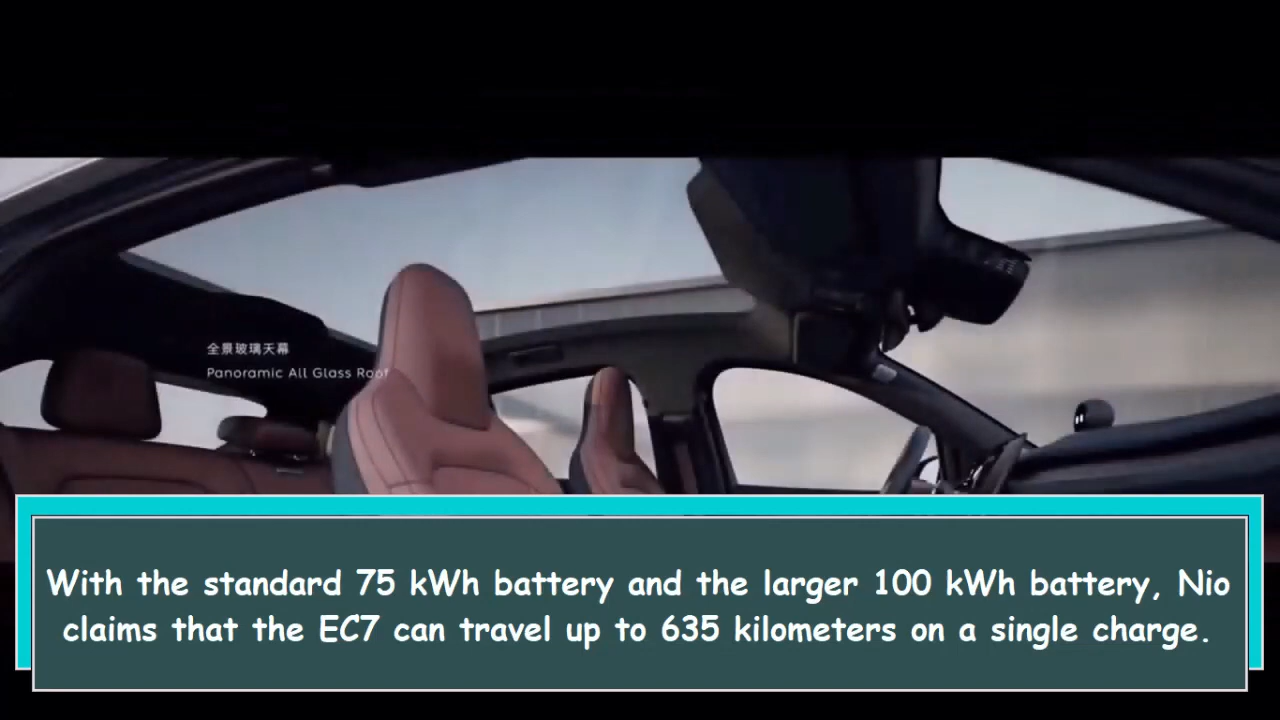 全景玻璃天幕
Panoramic All Glass Roof
With the standard 75 kWh battery and the larger 100 kWh battery, Nio
claims that the EC7 can travel up to 635 kilometers on a single charge.